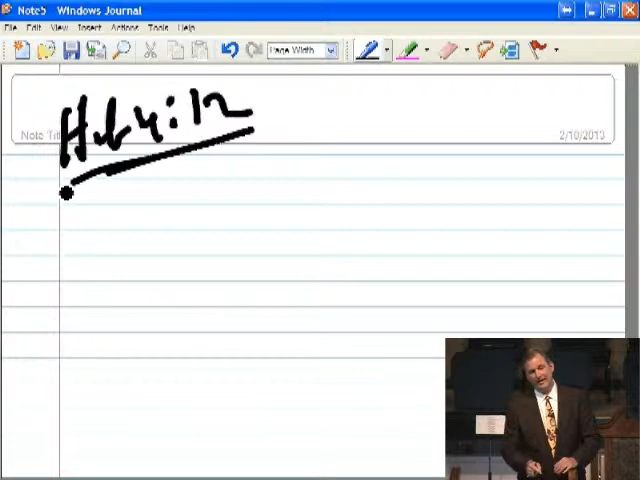 Note5 Windows Journal
File Edit View Insert Actions Tools Help
Page Width
Heb 4:12
Note Tit
2/10/2013